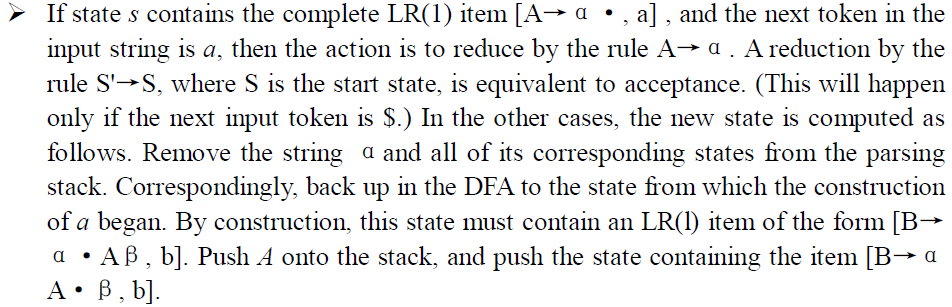 ➢ If state s contains the complete LR(1) item [A→ α •, a] , and the next token in the
input string is a, then the action is to reduce by the rule A→ α . A reduction by the
rule S'→S, where S is the start state, is equivalent to acceptance. (This will happen
only if the next input token is $.) In the other cases, the new state is computed as
follows. Remove the string α and all of its corresponding states from the parsing
stack. Correspondingly, back up in the DFA to the state from which the construction
of a began. By construction, this state must contain an LR(l) item of the form [B→
α • Aβ, b]. Push A onto the stack, and push the state containing the item [B→ α
A• β, b].